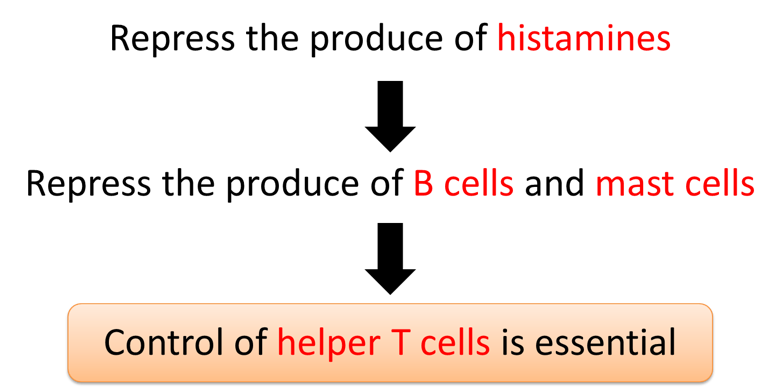 Repress the produce of histamines
Repress the produce of B cells and mast cells
Control of helper T cells is essential